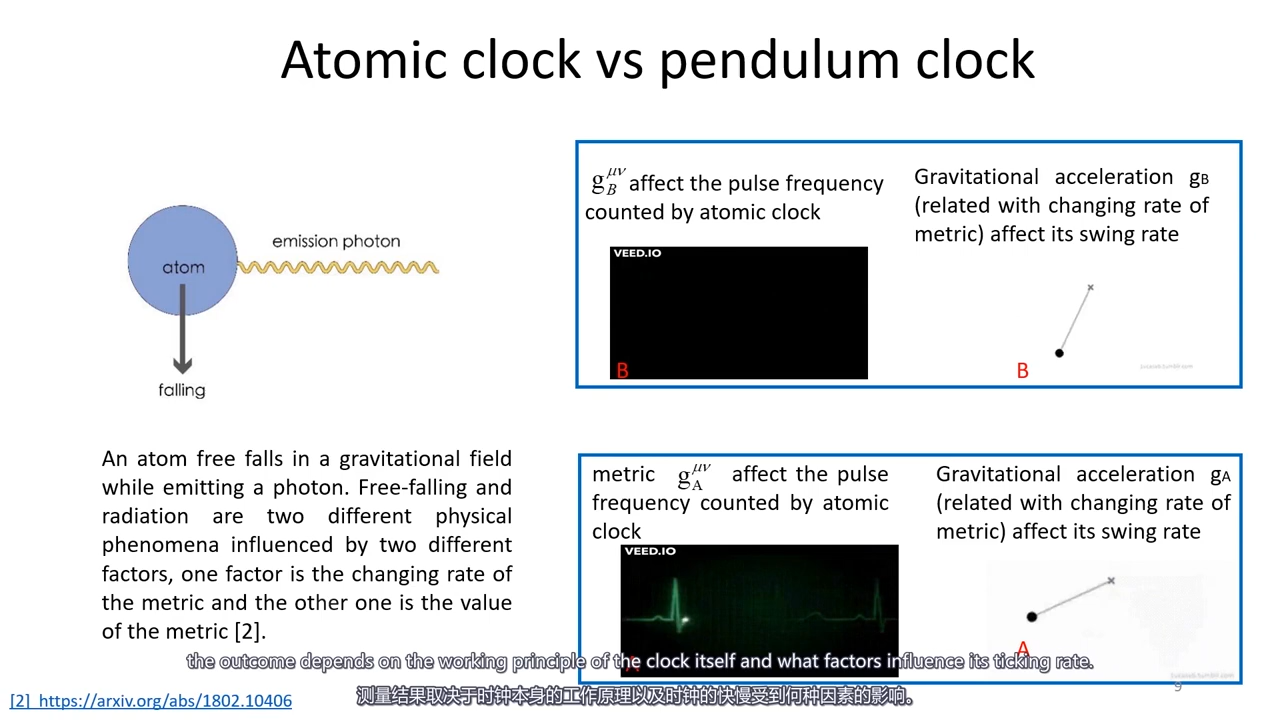 Atomic clock vs pendulum clock
atom
emission photon
falling
An atom free falls in a gravitational field
while emitting a photon. Free-falling and
radiation are two different physical
phenomena influenced by two different
factors, one factor is the changing rate of
the metric and the other one is the value
of the metric [2].
[2] https://arxiv.org/abs/1802.10406
g_B^{μν} affect the pulse frequency
counted by atomic clock
VEED.IO
B
Gravitational acceleration gB
(related with changing rate of
metric) affect its swing rate
B
metric g_A^{μν} affect the pulse
frequency counted by atomic
clock
VEED.IO
Gravitational acceleration gA
(related with changing rate of
metric) affect its swing rate
A
the outcome depends on the working principle of the clock itself and what factors influence its ticking rate.
测量结果取决于时钟本身的工作原理以及时钟的快慢受到何种因素的影响。
9